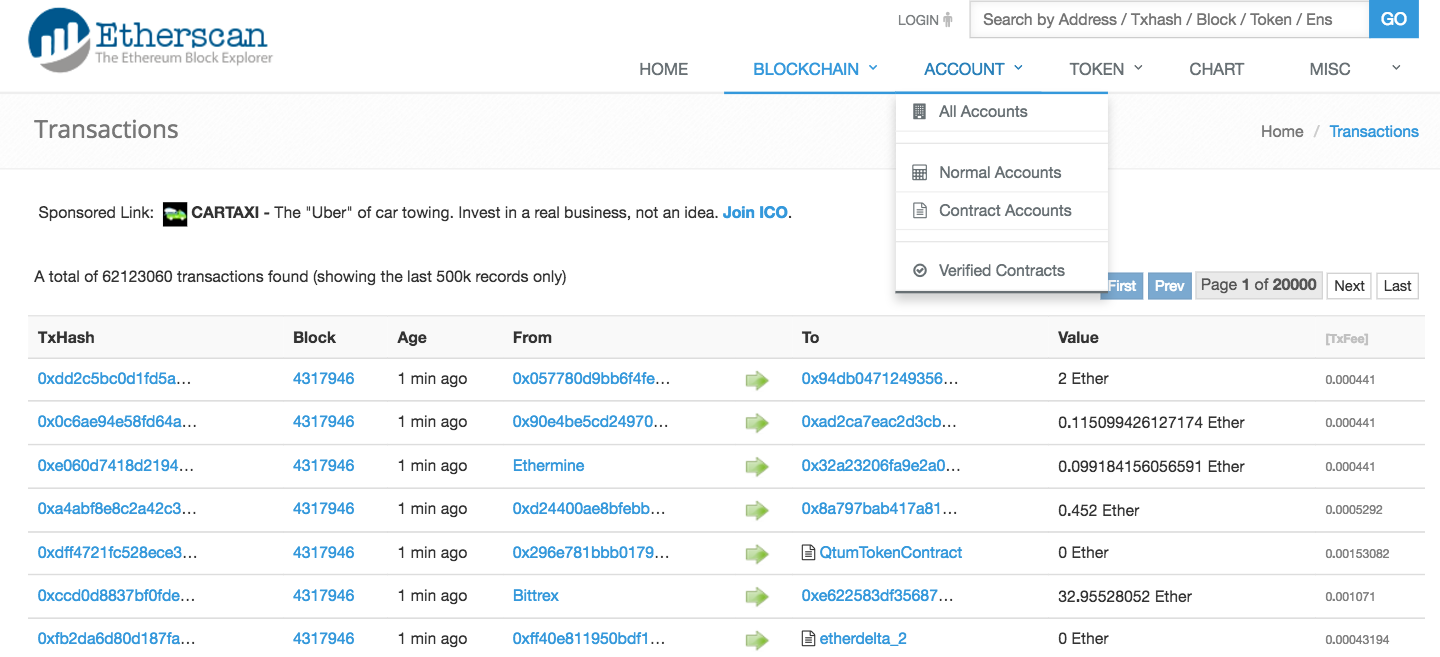 Etherscan
The Ethereum Block Explorer
LOGIN
Search by Address / Txhash / Block / Token / Ens
GO
HOME BLOCKCHAIN ACCOUNT TOKEN CHART MISC
Transactions
Home / Transactions
All Accounts
Normal Accounts
Contract Accounts
Verified Contracts
Sponsored Link: CARTAXI - The "Uber" of car towing. Invest in a real business, not an idea. Join ICO.
A total of 62123060 transactions found (showing the last 500k records only)
First Prev Page 1 of 20000 Next Last
TxHash Block Age From To Value [TxFee]
0xdd2c5bc0d1fd5a... 4317946 1 min ago 0x057780d9bb6f4fe... 0x94db0471249356... 2 Ether 0.000441
0x0c6ae94e58fd64a... 4317946 1 min ago 0x90e4be5cd24970... 0xad2ca7eac2d3cb... 0.115099426127174 Ether 0.000441
0xe060d7418d2194... 4317946 1 min ago Ethermine 0x32a23206fa9e2a0... 0.099184156056591 Ether 0.000441
0xa4abf8e8c2a42c3... 4317946 1 min ago 0xd24400ae8bfebb... 0x8a797bab417a81... 0.452 Ether 0.0005292
0xdff4721fc528ece3... 4317946 1 min ago 0x296e781bbb0179... QtumTokenContract 0 Ether 0.00153082
0xccd0d8837bf0fde... 4317946 1 min ago Bittrex 0xe622583df35687... 32.95528052 Ether 0.001071
0xfb2da6d80d187fa... 4317946 1 min ago 0xff40e811950bdf1... etherdelta_2 0 Ether 0.00043194